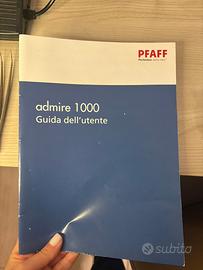 PFAFF
admire 1000
Guida dell'utente
subito